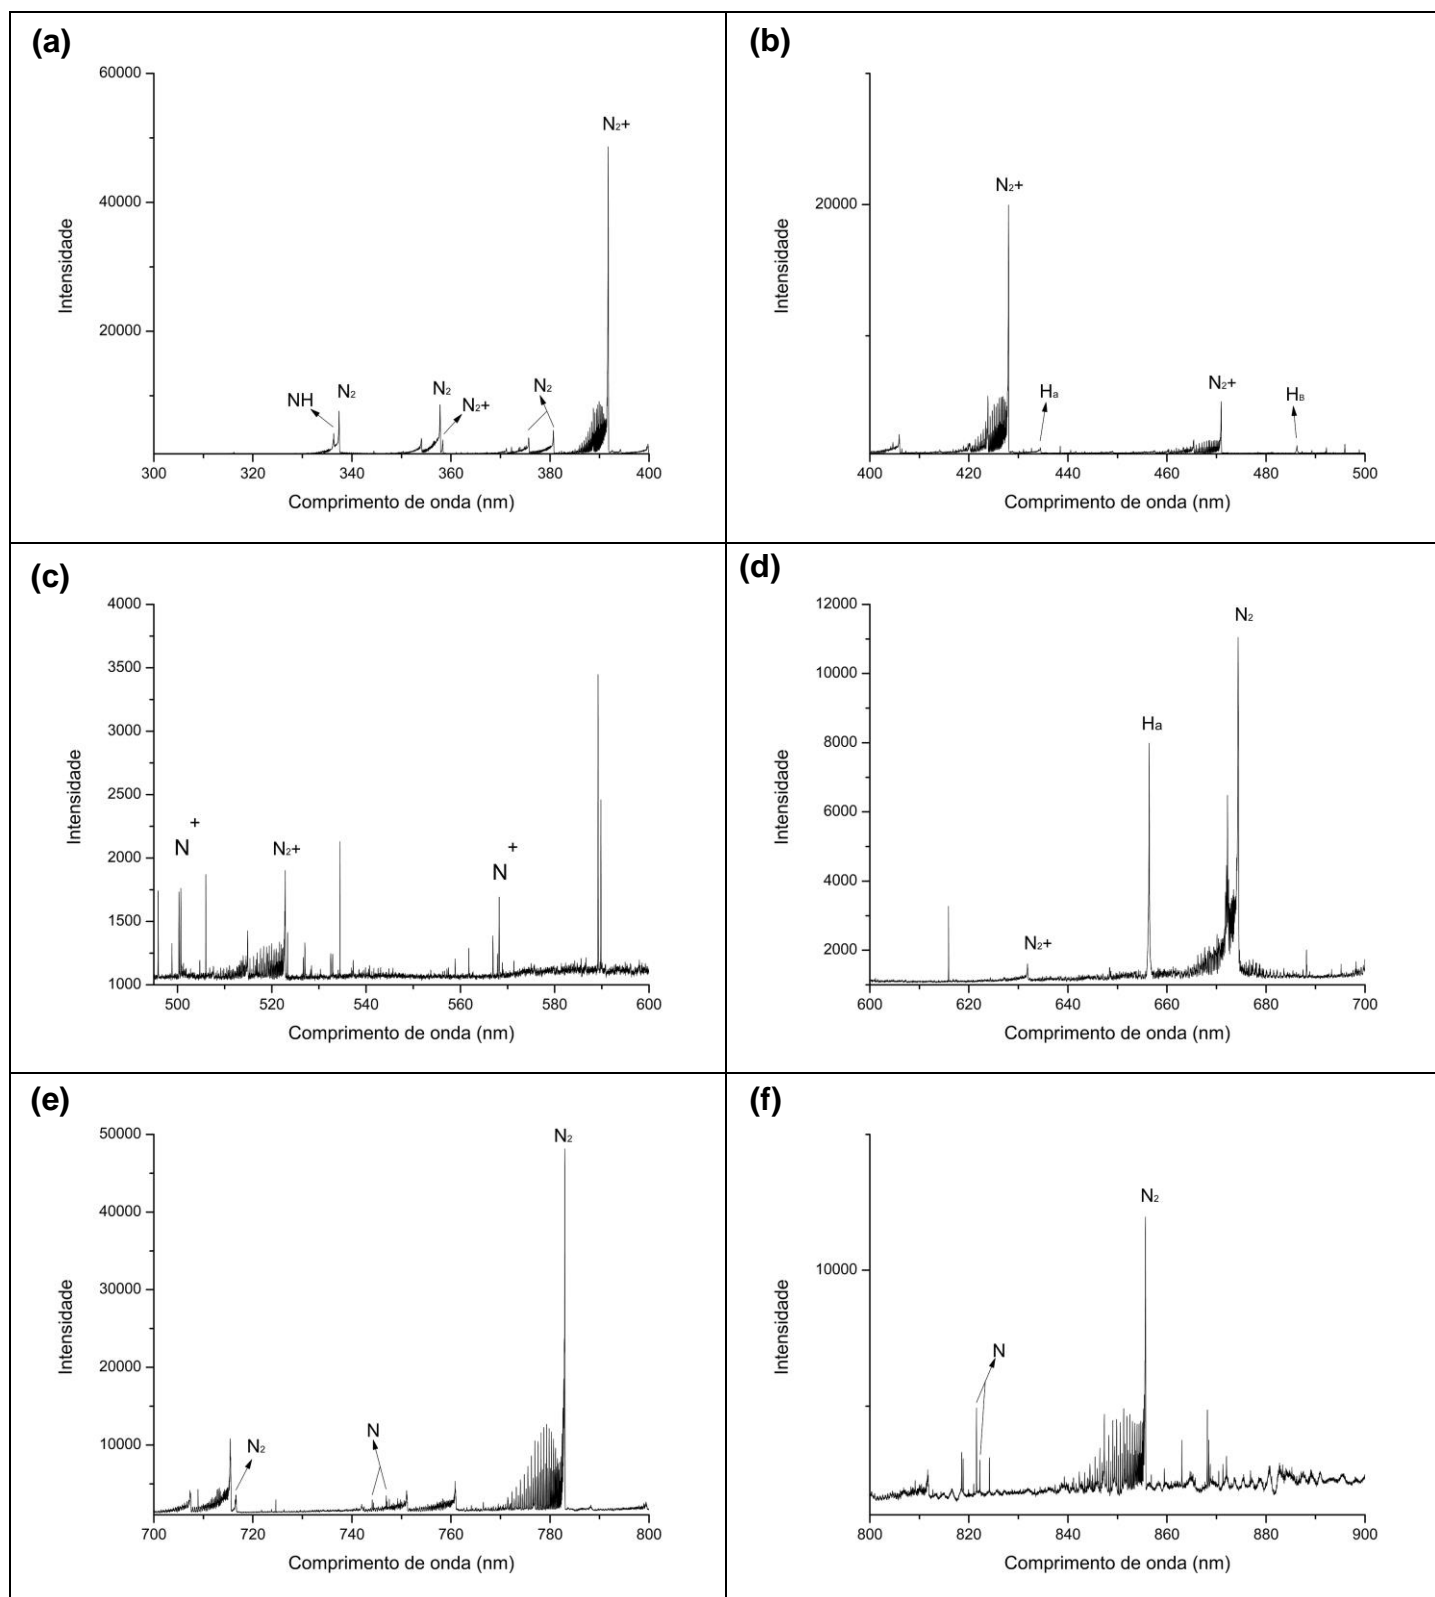 (a)
60000
40000
20000
Intensidade
NH
N₂
N₂
N₂+
N₂
N₂+
300 320 340 360 380 400
Comprimento de onda (nm)
(b)
20000
Intensidade
N₂+
Ha
N₂+
HB
400 420 440 460 480 500
Comprimento de onda (nm)
(c)
4000
3500
3000
2500
2000
1500
1000
Intensidade
N⁺
N₂+
N⁺
500 520 540 560 580 600
Comprimento de onda (nm)
(d)
12000
10000
8000
6000
4000
2000
Intensidade
N₂+
Ha
N₂
600 620 640 660 680 700
Comprimento de onda (nm)
(e)
50000
40000
30000
20000
10000
Intensidade
N₂
N
N₂
700 720 740 760 780 800
Comprimento de onda (nm)
(f)
10000
Intensidade
N
N₂
800 820 840 860 880 900
Comprimento de onda (nm)